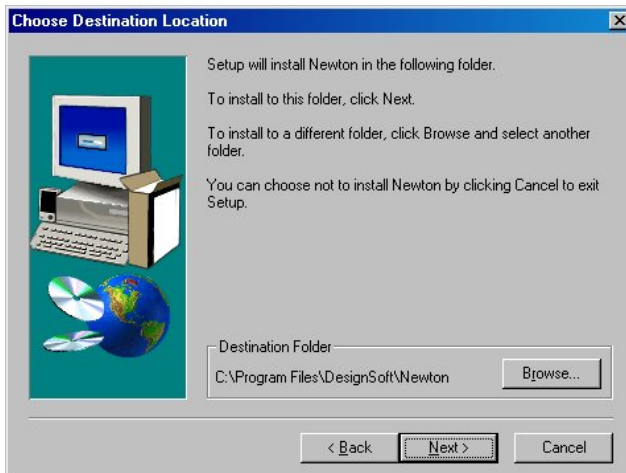 Choose Destination Location
Setup will install Newton in the following folder.
To install to this folder, click Next.
To install to a different folder, click Browse and select another
folder.
You can choose not to install Newton by clicking Cancel to exit
Setup.
Destination Folder
C:\Program Files\DesignSoft\Newton
Browse...
< Back
Next >
Cancel